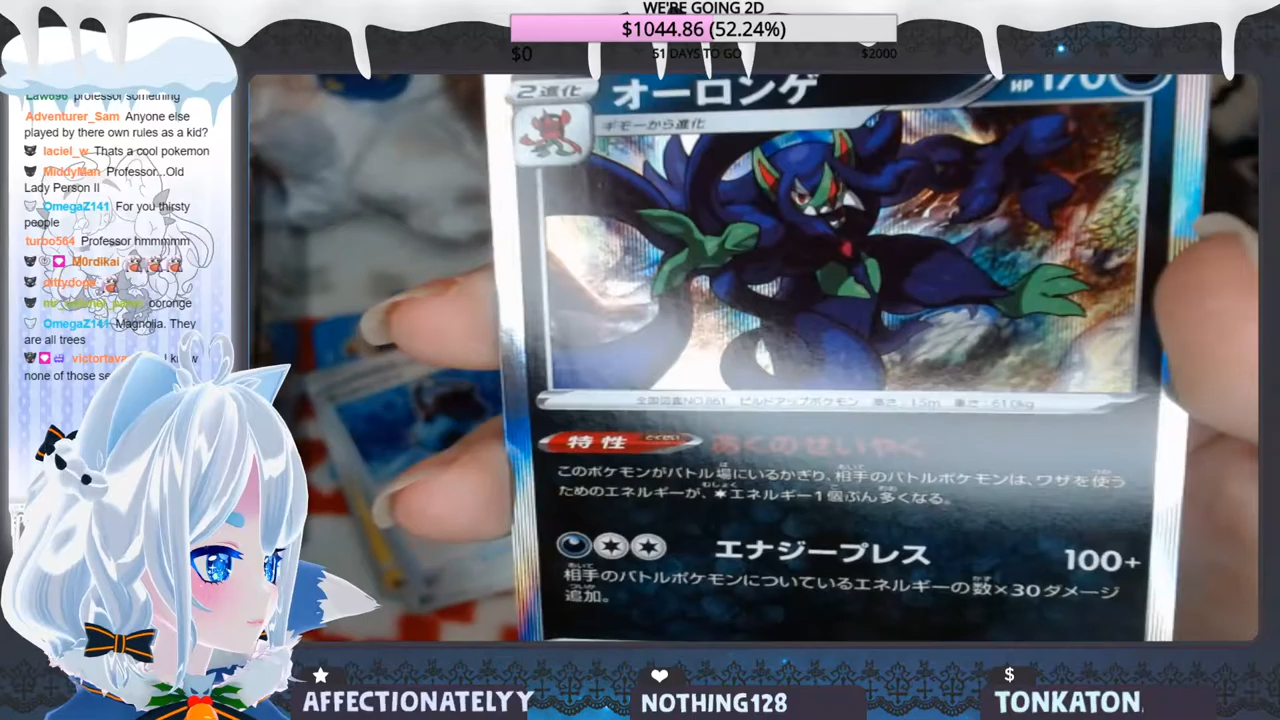 WE'RE GOING 2D
$1044.86 (52.24%)
$0
51 DAYS TO GO
$2000
Law696 professor something
Adventurer_Sam Anyone else
played by there own rules as a kid?
laciel_w Thats a cool pokemon
MiddyMan Professor...Old
Lady Person II
OmegaZ141 For you thirsty
people
turbo564 Professor hmmmmm
M0rdikai
dittydoge
ooronge
OmegaZ141 Magnolia. They
are all trees
victortava
none of those se
2進化
オーロンゲ
HP 170
ギモーから進化
全国図鑑NO.861 ビルドアップポケモン 高さ:1.5m 重さ:61.0kg
特性
あくのせいやく
このポケモンがバトル場にいるかぎり、相手のバトルポケモンは、ワザを使う
ためのエネルギーが、エネルギー1個ぶん多くなる。
エナジープレス 100+
相手のバトルポケモンについているエネルギーの数×30ダメージ
追加。
AFFECTIONATELYY
NOTHING128
$
TONKATON